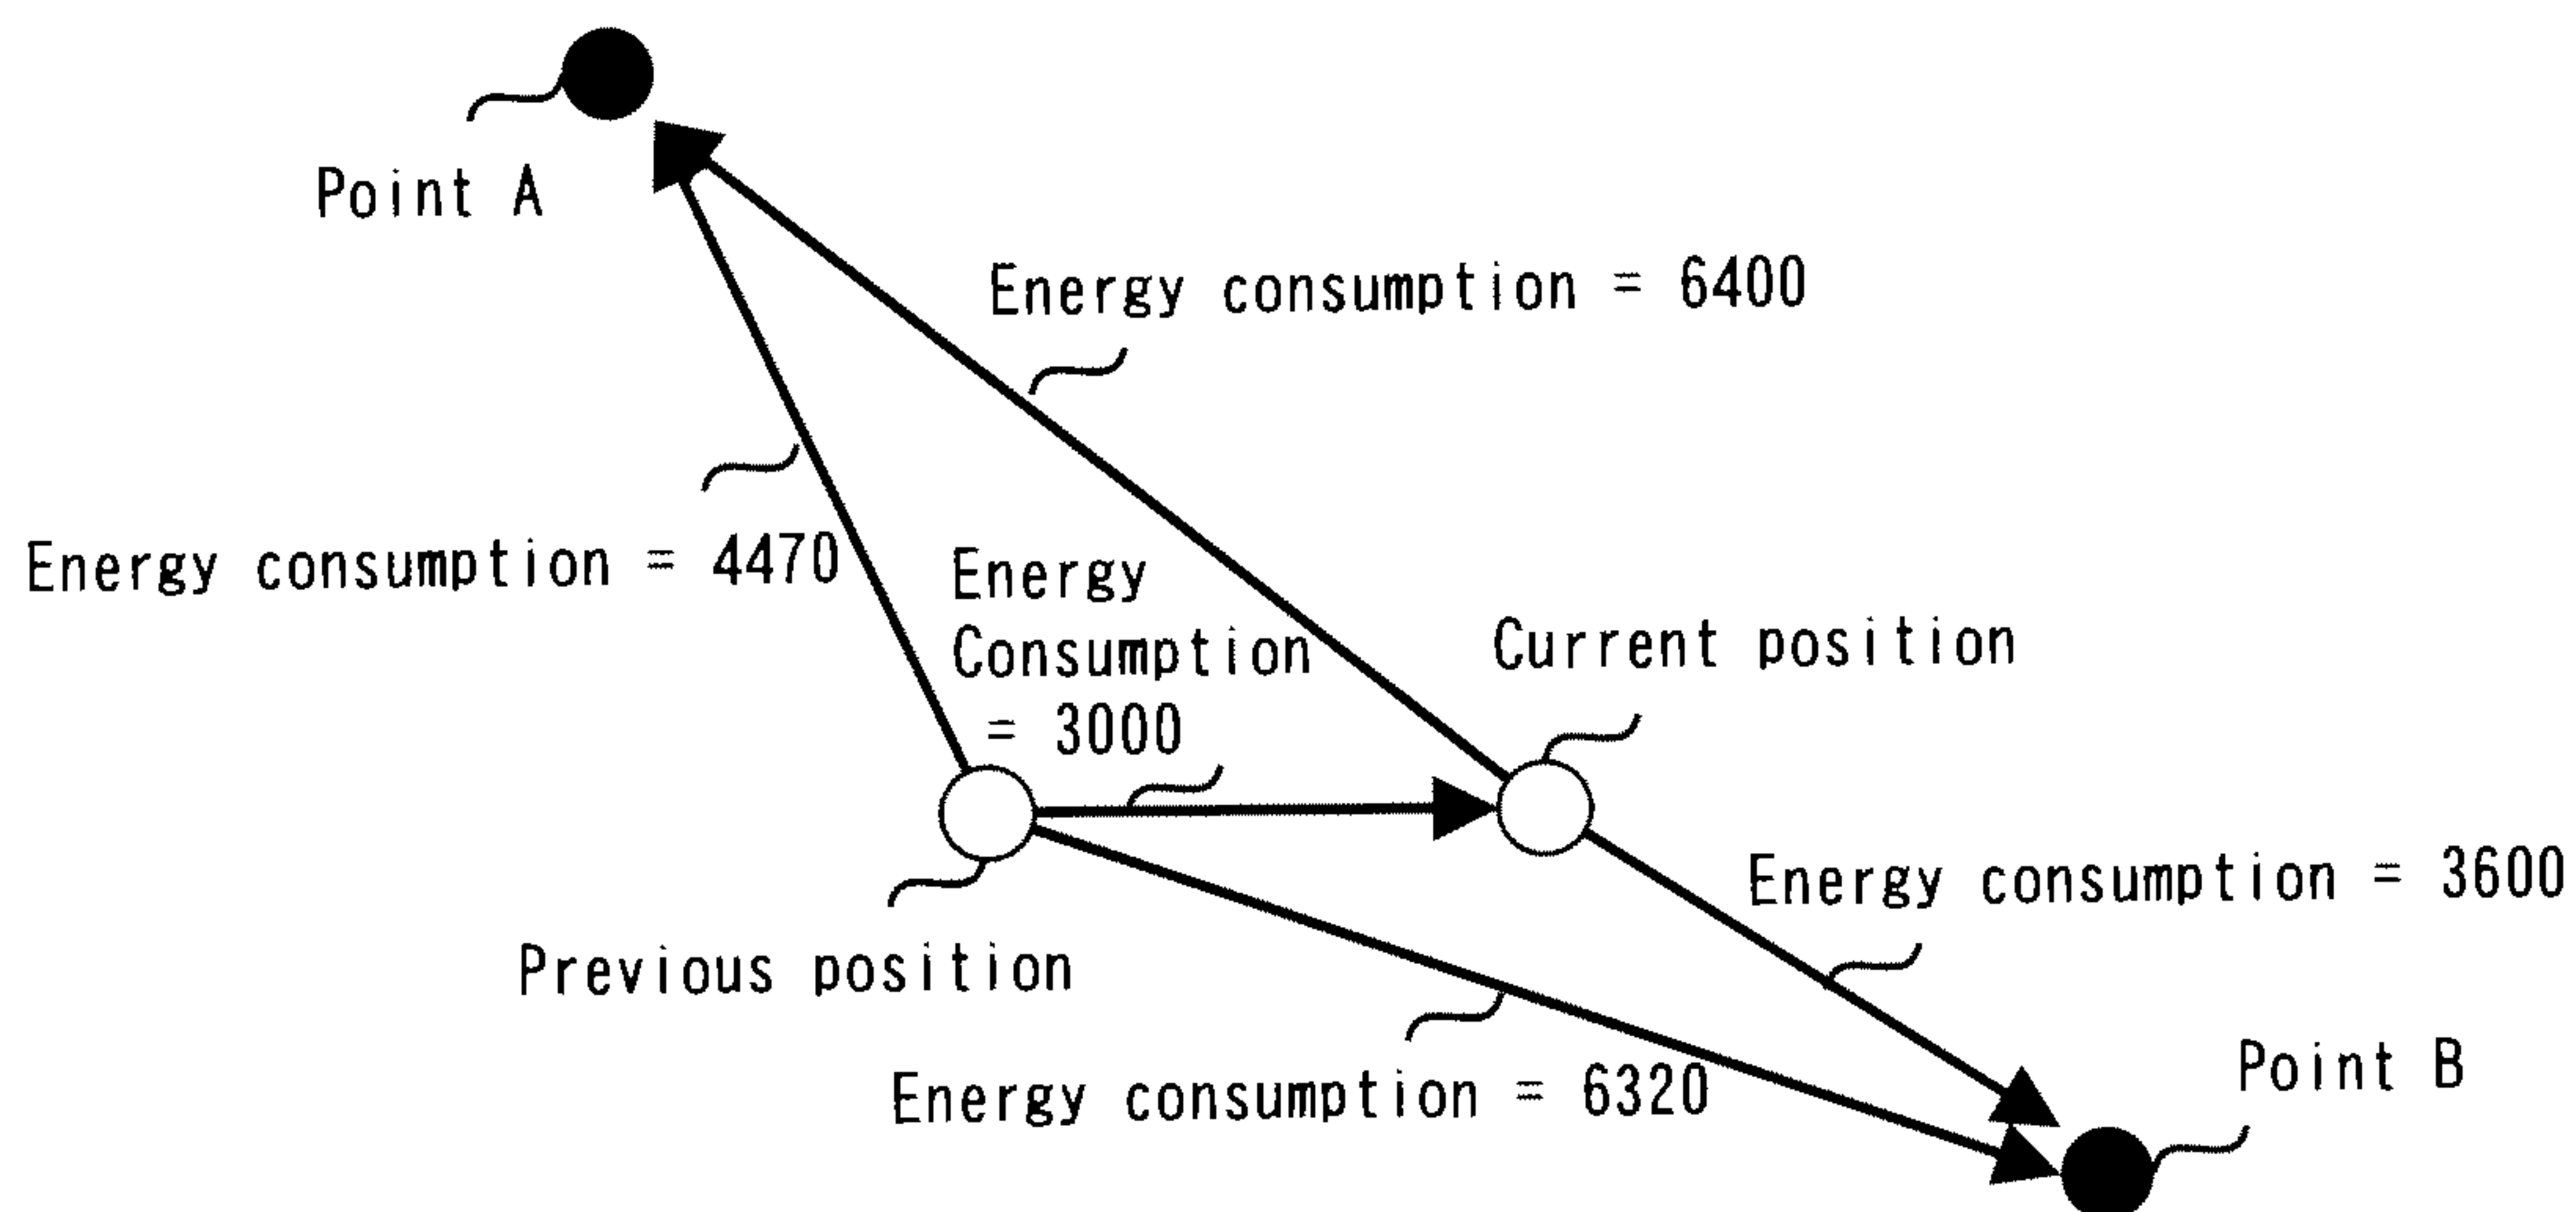 Point A
Energy consumption = 6400
Energy consumption = 4470
Energy
Consumption
= 3000
Current position
Energy consumption = 3600
Previous position
Energy consumption = 6320
Point B